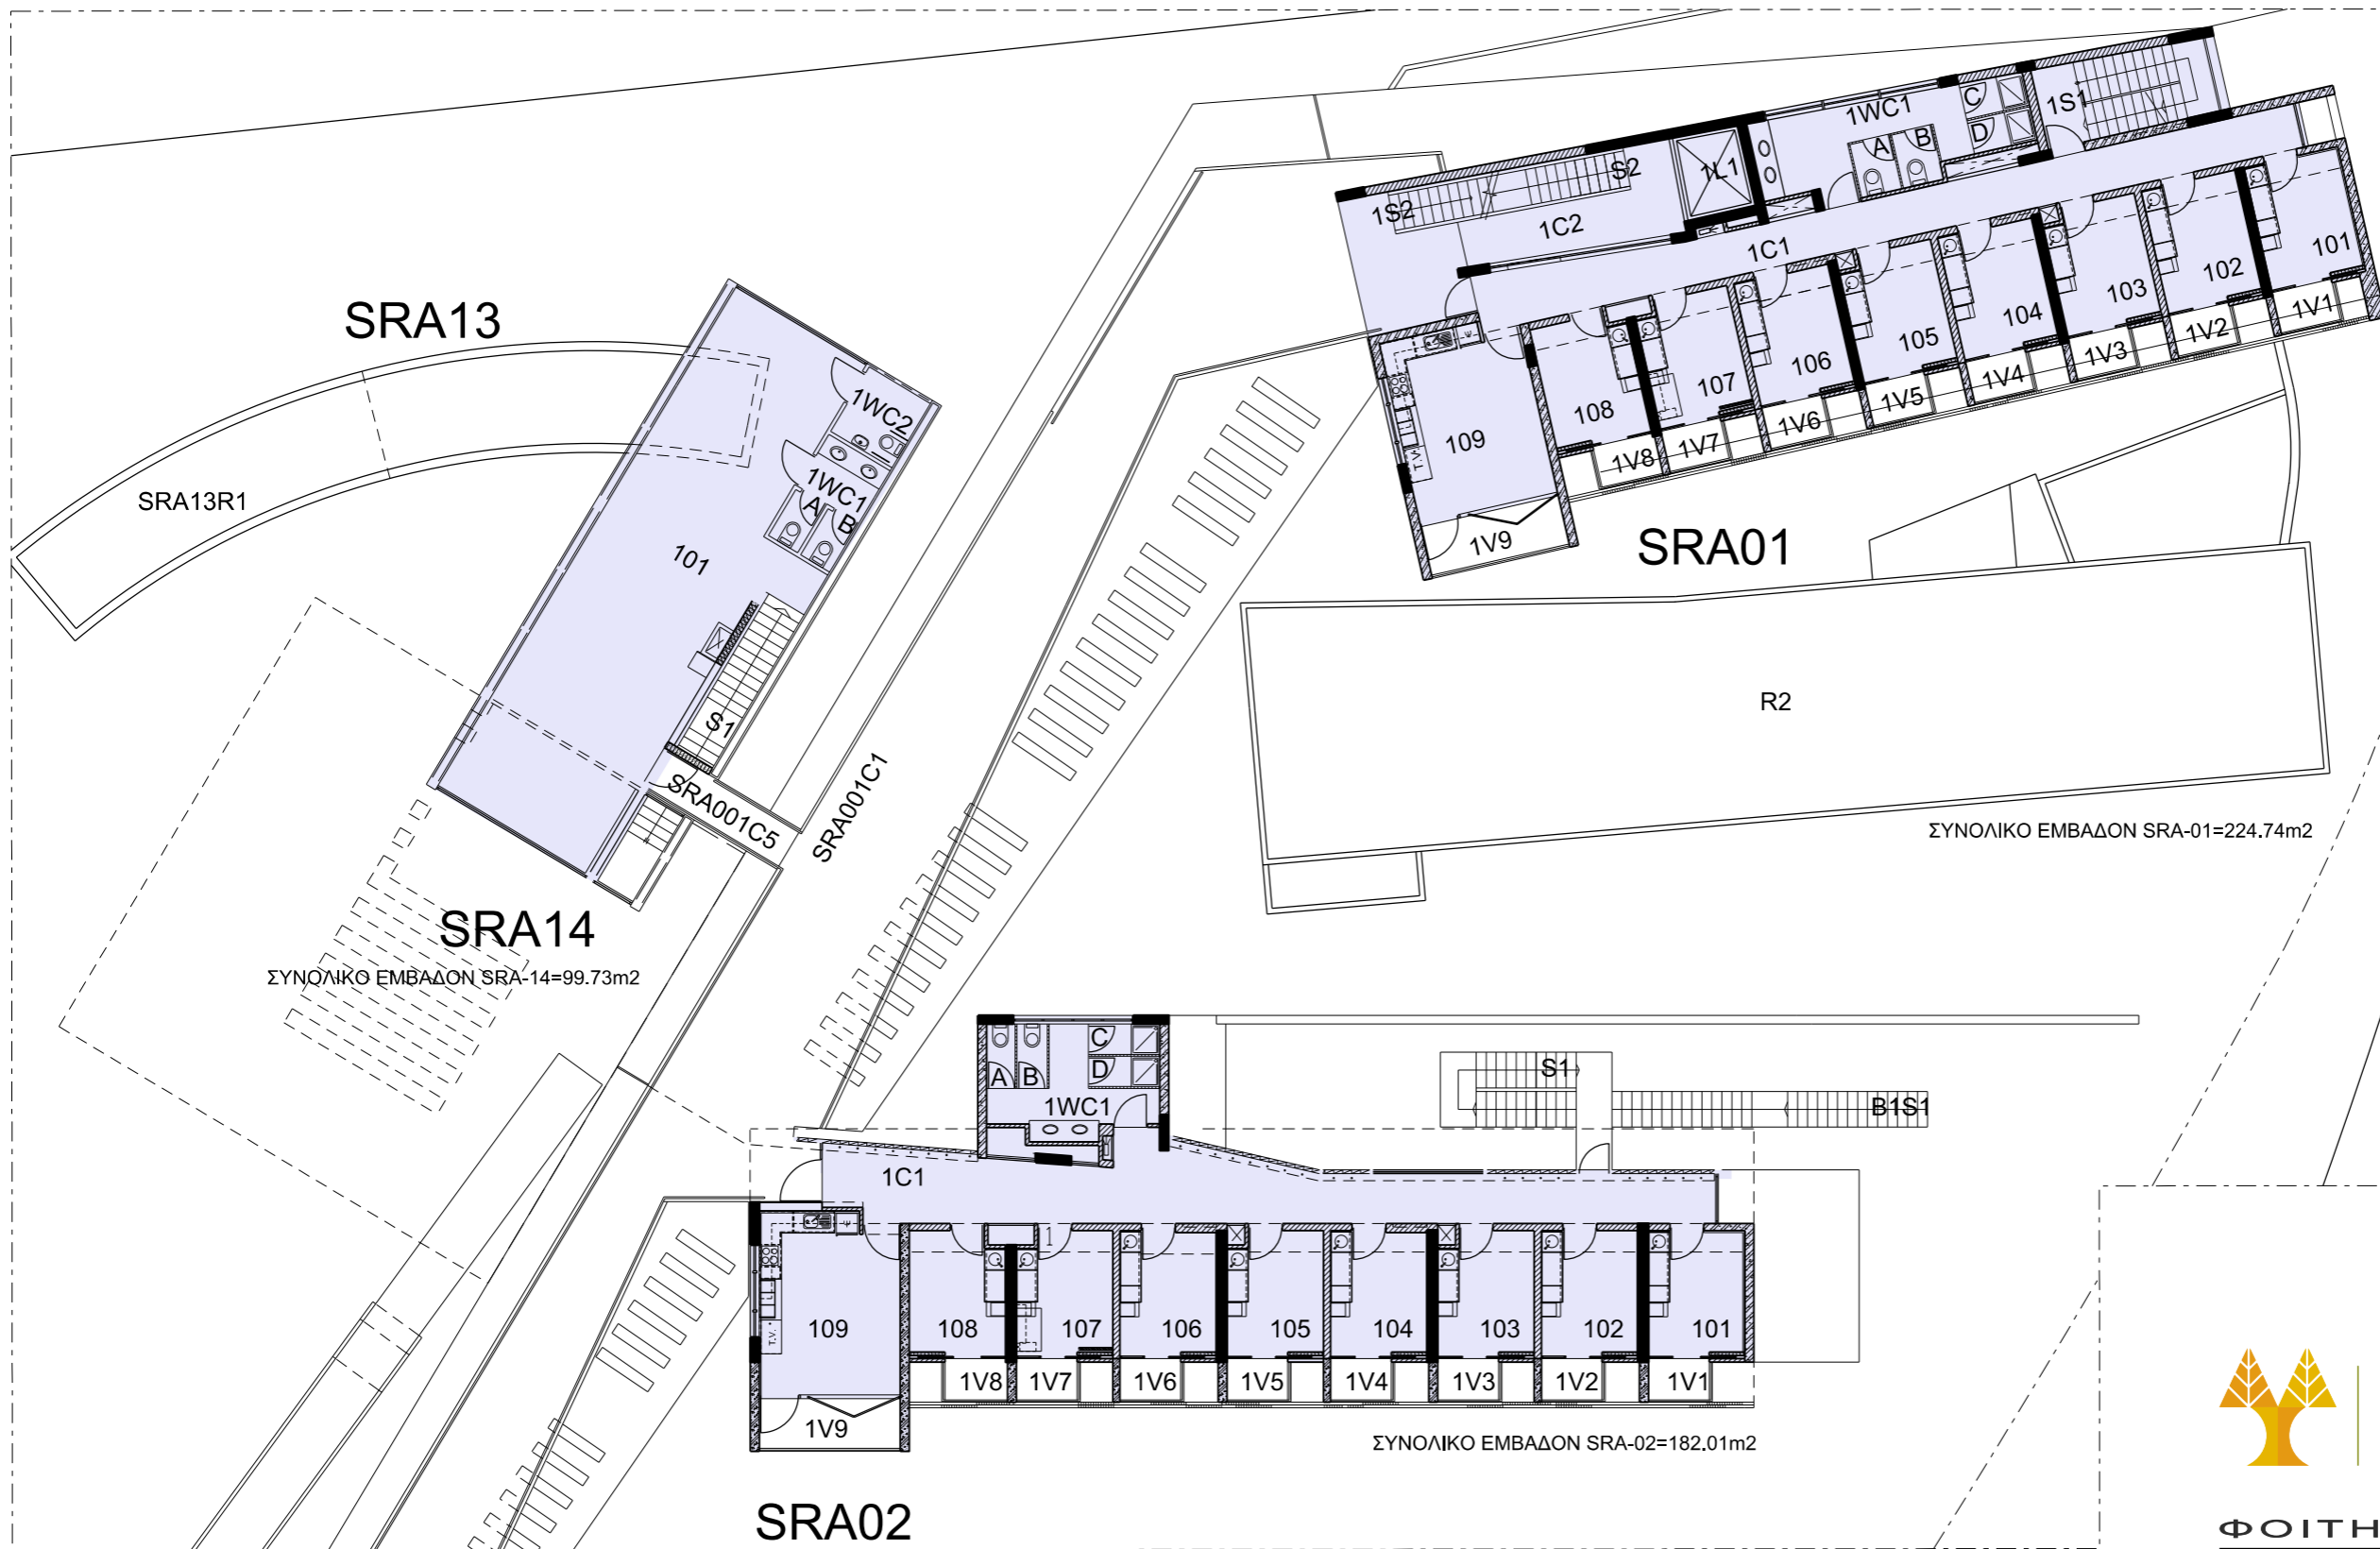 SRA13
SRA13R1
101
1WC2
1WC1
A
B
S1
SRA001C5
SRA001C1
SRA14
ΣΥΝΟΛΙΚΟ ΕΜΒΑΔΟΝ SRA-14=99.73m2
1S2
S2
1C2
1L1
1WC1
A
B
C
D
1S1
1C1
101
102
103
104
105
106
107
108
109
T.V.
1V1
1V2
1V3
1V4
1V5
1V6
1V7
1V8
1V9
SRA01
R2
ΣΥΝΟΛΙΚΟ ΕΜΒΑΔΟΝ SRA-01=224.74m2
A
B
C
D
1WC1
S1
B1S1
1C1
1
109
108
107
106
105
104
103
102
101
T.V.
1V9
1V8
1V7
1V6
1V5
1V4
1V3
1V2
1V1
ΣΥΝΟΛΙΚΟ ΕΜΒΑΔΟΝ SRA-02=182.01m2
SRA02
ΦΟΙΤΗ